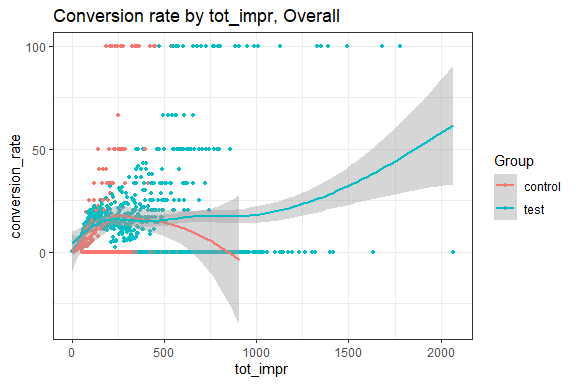 Conversion rate by tot_impr, Overall
100
50
0
conversion_rate
0
500
1000
1500
2000
tot_impr
Group
control
test